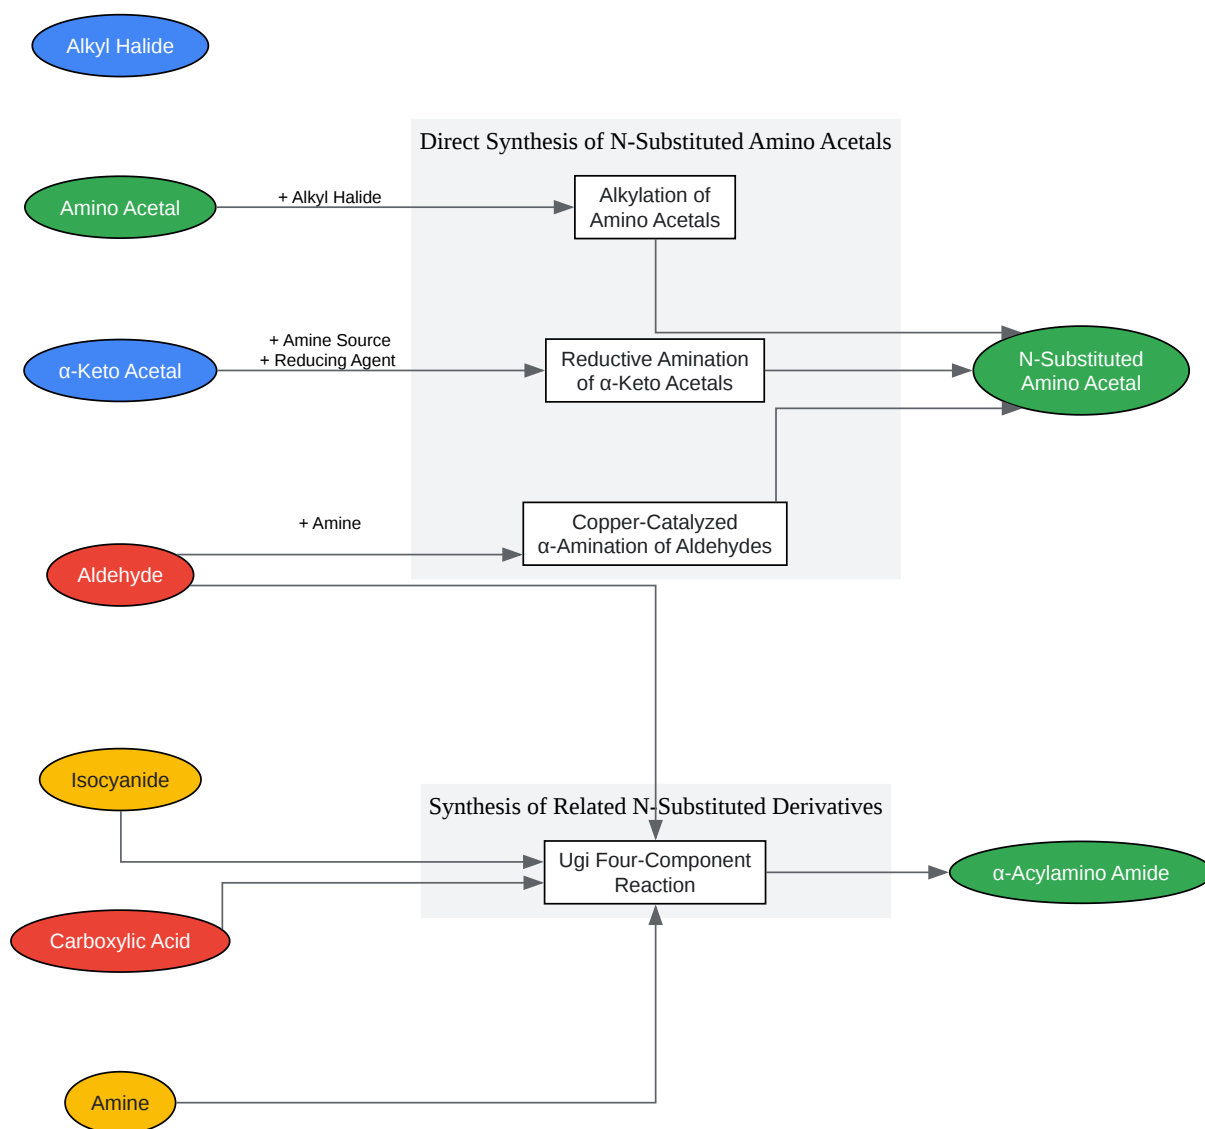 Alkyl Halide
Direct Synthesis of N-Substituted Amino Acetals
Amino Acetal
+ Alkyl Halide
Alkylation of
Amino Acetals
α-Keto Acetal
+ Amine Source
+ Reducing Agent
Reductive Amination
of α-Keto Acetals
N-Substituted
Amino Acetal
Aldehyde
+ Amine
Copper-Catalyzed
α-Amination of Aldehydes
Isocyanide
Synthesis of Related N-Substituted Derivatives
Ugi Four-Component
Reaction
α-Acylamino Amide
Carboxylic Acid
Amine